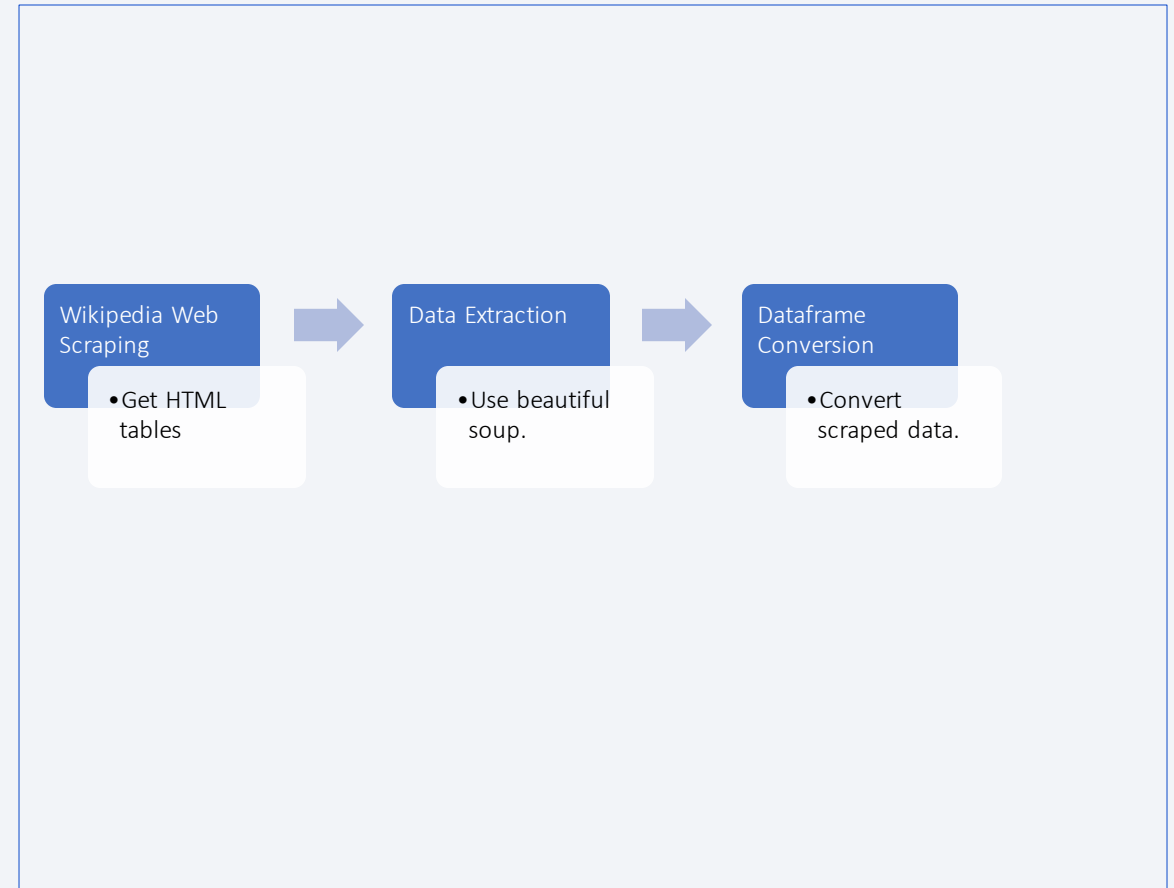 Wikipedia Web
Scraping
•Get HTML
tables
Data Extraction
•Use beautiful
soup.
Dataframe
Conversion
•Convert
scraped data.